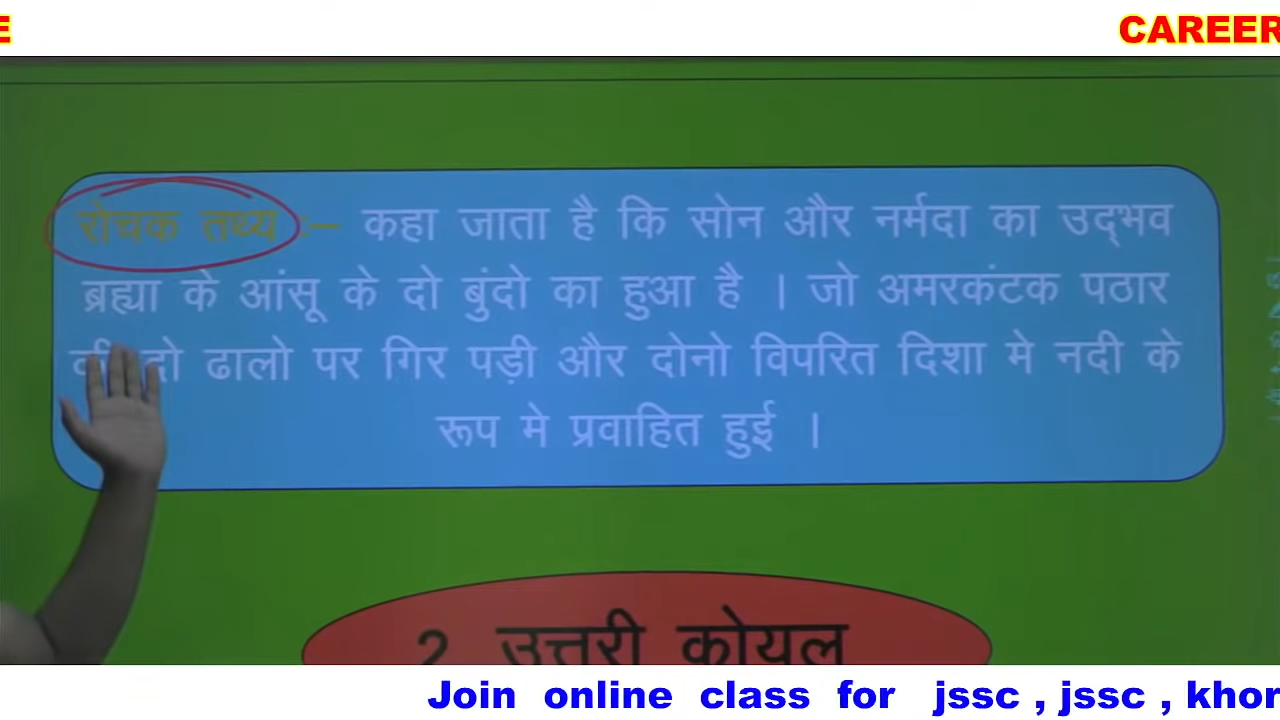 E CAREER
रोचक तथ्य :– कहा जाता है कि सोन और नर्मदा का उद्भव
ब्रह्मा के आंसू के दो बुंदो का हुआ है । जो अमरकंटक पठार
की दो ढालो पर गिर पड़ी और दोनो विपरित दिशा मे नदी के
रूप मे प्रवाहित हुई ।
2 उत्तरी कोयल
Join online class for jssc , jssc , khor